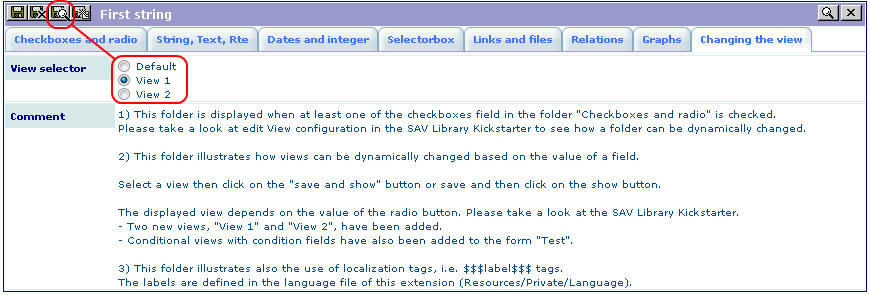 First string
Checkboxes and radio
String, Text, Rte
Dates and integer
Selectorbox
Links and files
Relations
Graphs
Changing the view
View selector
Default
View 1
View 2
Comment
1) This folder is displayed when at least one of the checkboxes field in the folder "Checkboxes and radio" is checked.
Please take a look at edit View configuration in the SAV Library Kickstarter to see how a folder can be dynamically changed.
2) This folder illustrates how views can be dynamically changed based on the value of a field.
Select a view then click on the "save and show" button or save and then click on the show button.
The displayed view depends on the value of the radio button. Please take a look at the SAV Library Kickstarter.
- Two new views, "View 1" and "View 2", have been added.
- Conditional views with condition fields have also been added to the form "Test".
3) This folder illustrates also the use of localization tags, i.e. $$$label$$$ tags.
The labels are defined in the language file of this extension (Resources/Private/Language).